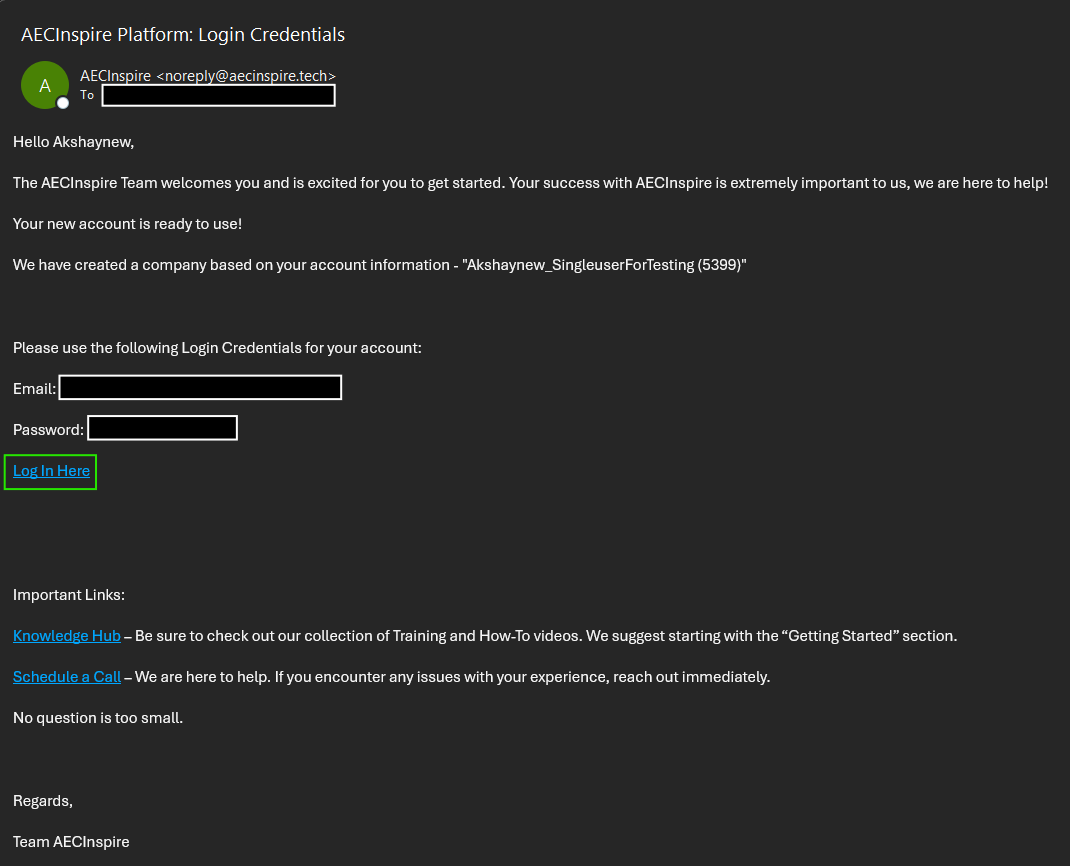 AECInspire Platform: Login Credentials
A
AECInspire <noreply@aecinspire.tech>
To
Hello Akshaynew,
The AECInspire Team welcomes you and is excited for you to get started. Your success with AECInspire is extremely important to us, we are here to help!
Your new account is ready to use!
We have created a company based on your account information - "Akshaynew_SingleuserForTesting (5399)"
Please use the following Login Credentials for your account:
Email:
Password:
Log In Here
Important Links:
Knowledge Hub – Be sure to check out our collection of Training and How-To videos. We suggest starting with the “Getting Started” section.
Schedule a Call – We are here to help. If you encounter any issues with your experience, reach out immediately.
No question is too small.
Regards,
Team AECInspire